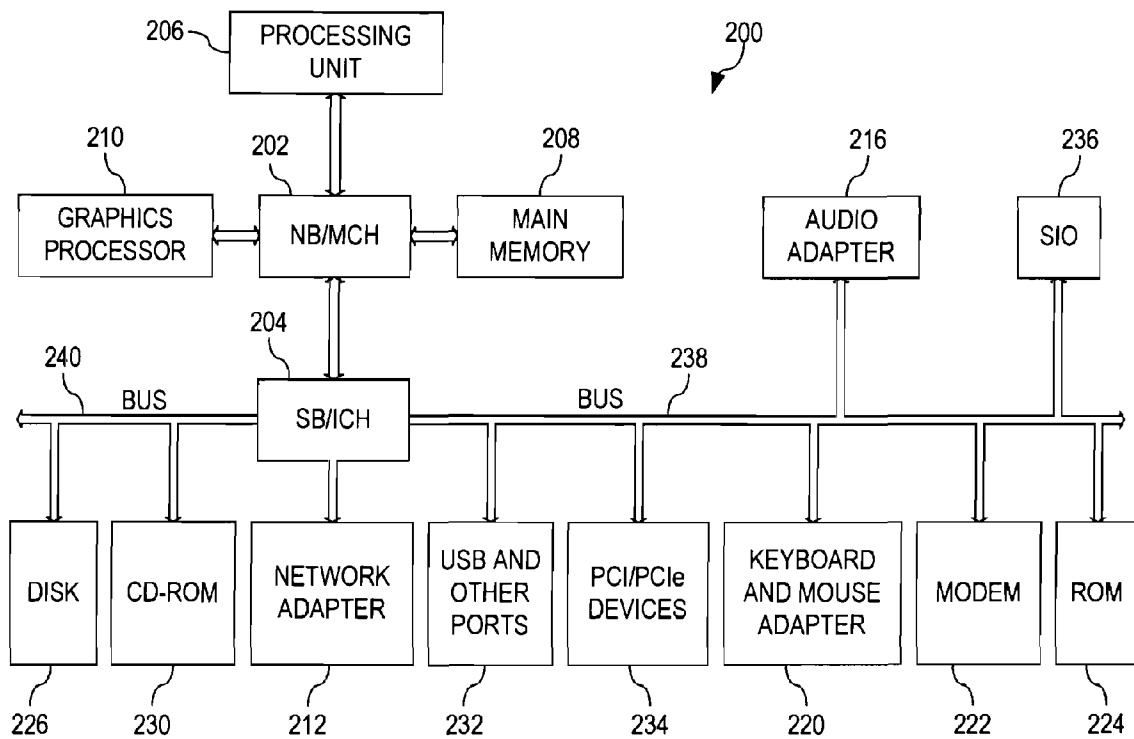 206
PROCESSING
UNIT
200
210
202
208
216
236
GRAPHICS
PROCESSOR
NB/MCH
MAIN
MEMORY
AUDIO
ADAPTER
SIO
204
240
238
BUS
SB/ICH
BUS
DISK
CD-ROM
NETWORK
ADAPTER
USB AND
OTHER
PORTS
PCI/PCIe
DEVICES
KEYBOARD
AND MOUSE
ADAPTER
MODEM
ROM
226
230
212
232
234
220
222
224